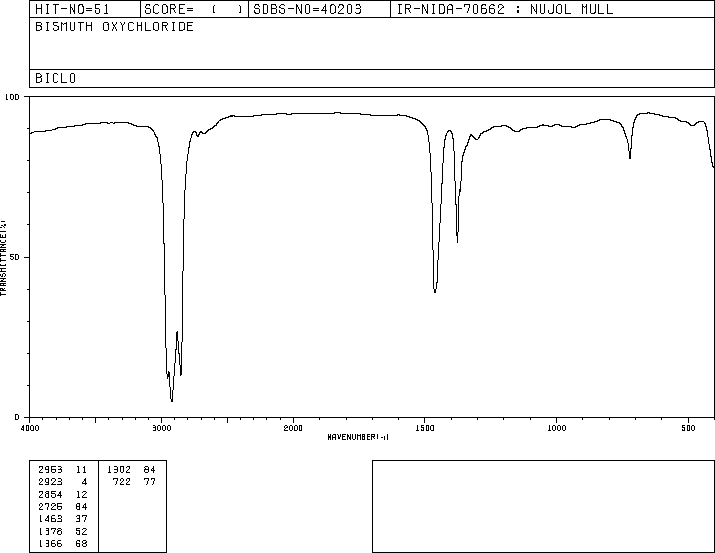 HIT-NO=51 SCORE= ( ) SDBS-NO=40203 IR-NIDA-70662 : NUJOL MULL
BISMUTH OXYCHLORIDE
BICLO
100
50
0
TRANSMITTANCE(%)
4000 3000 2000 1500 1000 500
WAVENUMBER(-1)
2963 11 1302 84
2923 4 722 77
2854 12
2725 84
1463 37
1378 52
1366 68